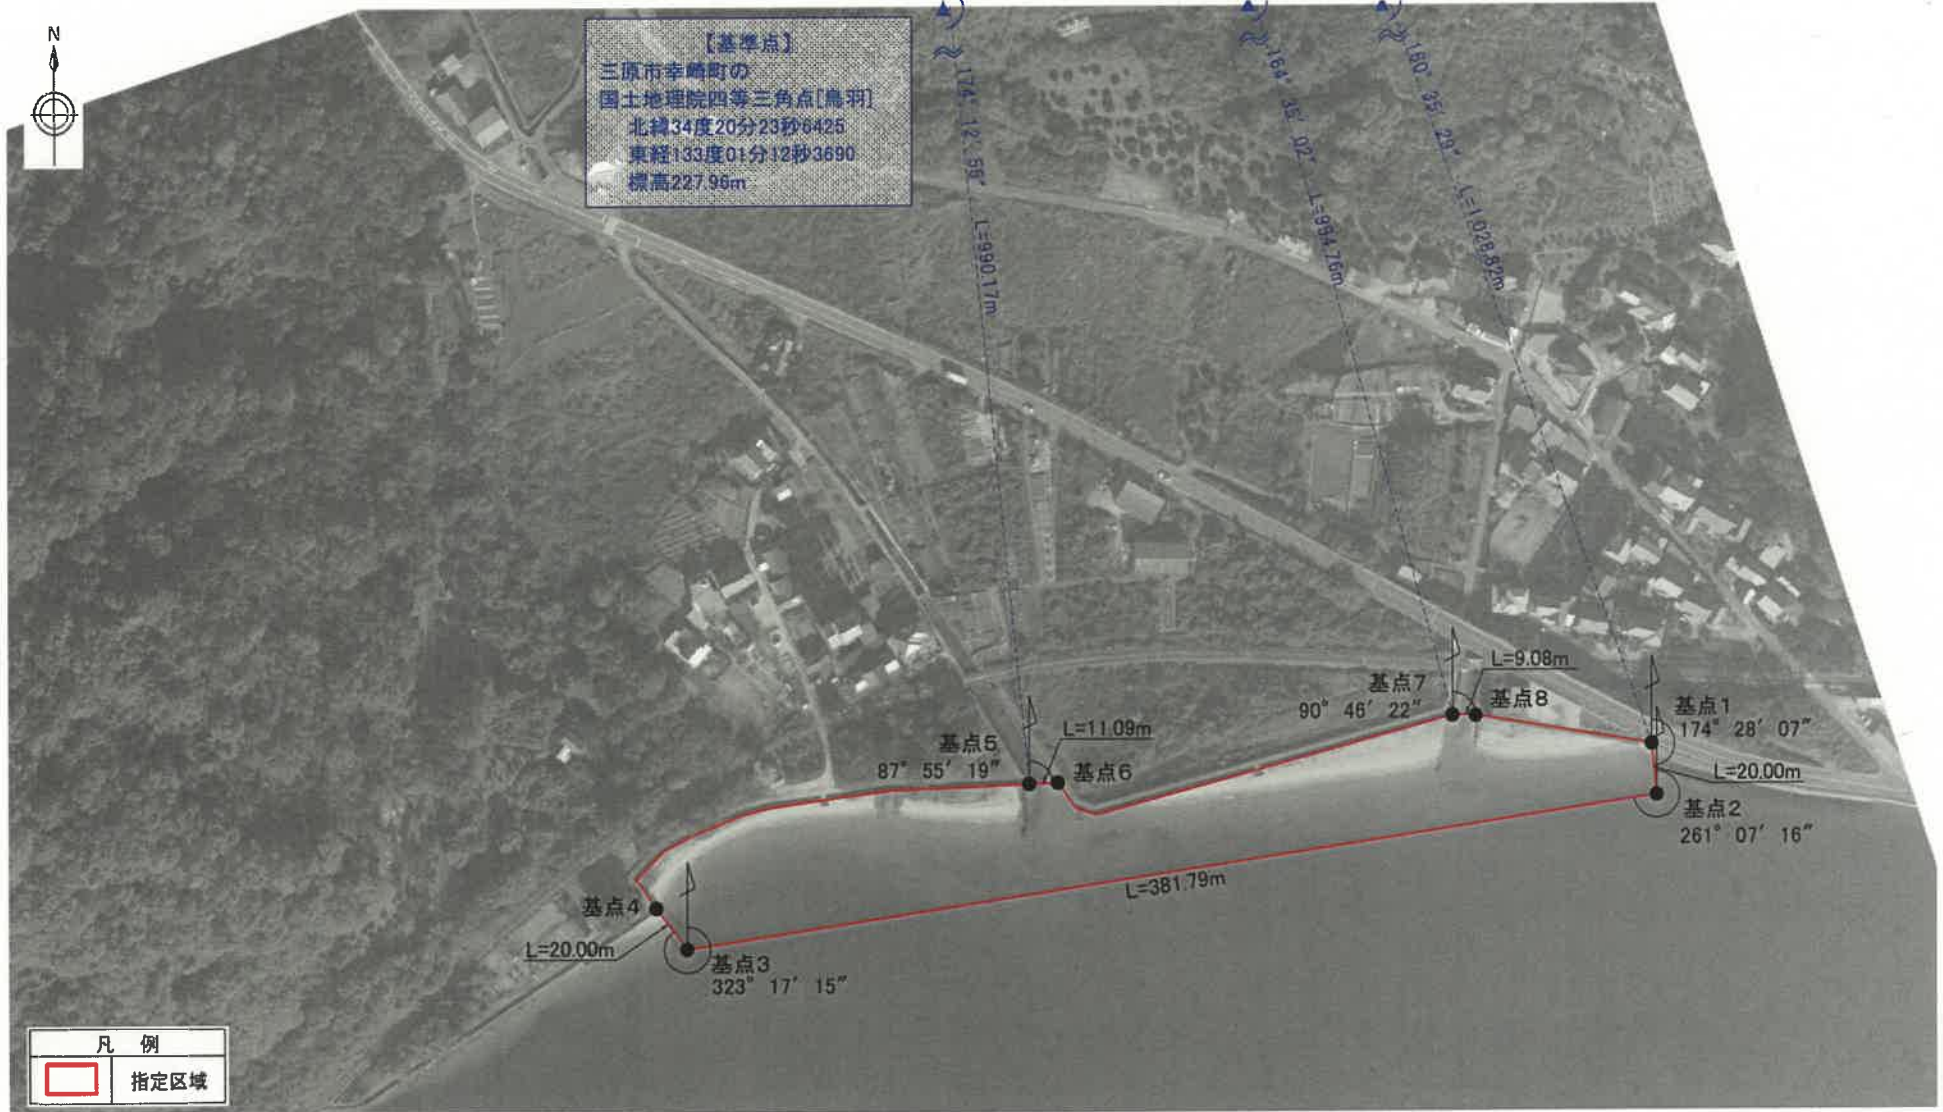 N
【基準点】
三原市幸崎町の
国土地理院四等三角点[鳥羽]
北緯34度20分23秒6425
東経133度01分12秒3690
標高227.96m
174° 12′ 56″
L=990.17m
164° 35′ 02″
L=994.76m
160° 35′ 29″
L=1,028.82m
基点7
90° 46′ 22″
L=9.08m
基点8
基点1
174° 28′ 07″
L=20.00m
基点2
261° 07′ 16″
基点5
87° 55′ 19″
L=11.09m
基点6
L=381.79m
基点4
L=20.00m
基点3
323° 17′ 15″
凡 例
指定区域